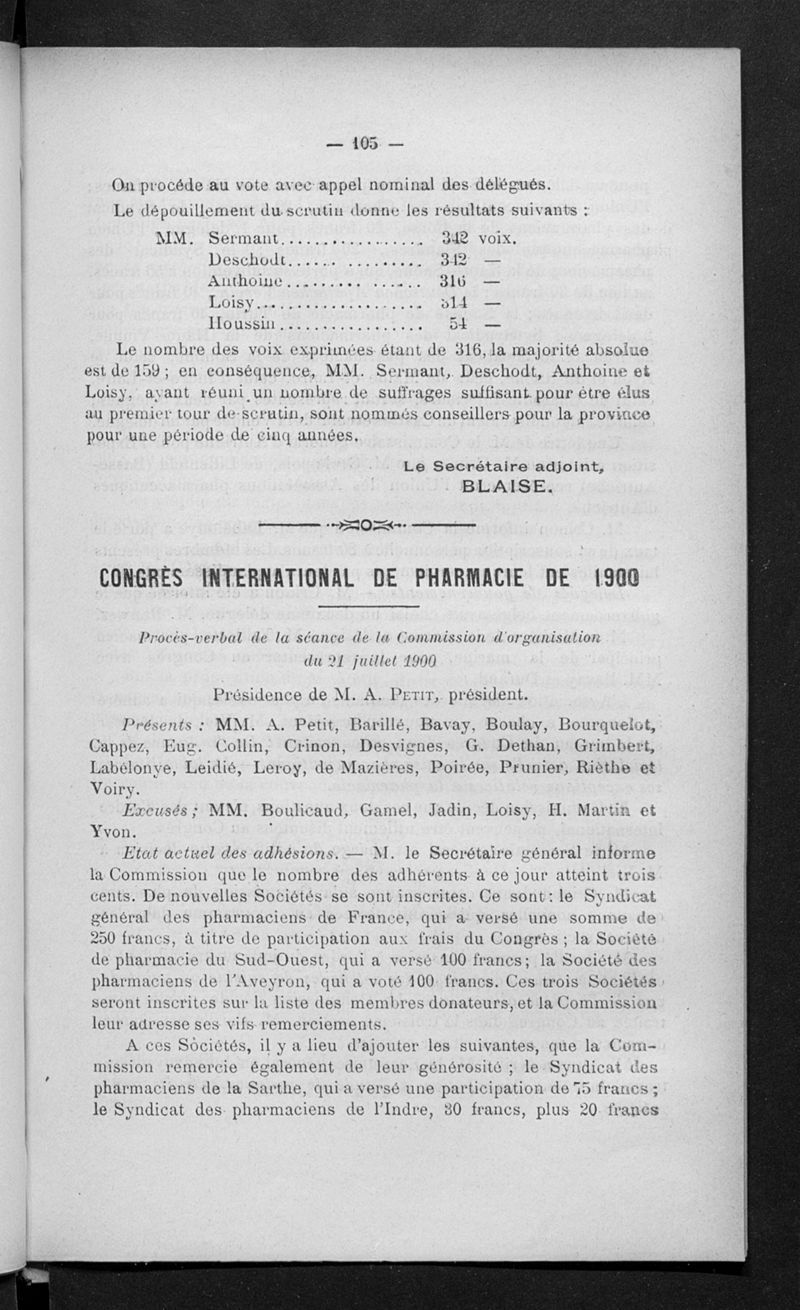 — 105 —
On procède au vote avec appel nominal des délégués.
Le dépouillement du scrutin donne les résultats suivants :
MM. Sermant.................... 342 voix.
Deschodt................... 342 —
Anthoine................... 316 —
Loisy...................... 314 —
Houssin.................... 54 —
Le nombre des voix exprimées étant de 316, la majorité absolue
est de 159 ; en conséquence, MM. Sermant, Deschodt, Anthoine et
Loisy, ayant réuni un nombre de suffrages suffisant pour être élus
au premier tour de scrutin, sont nommés conseillers pour la province
pour une période de cinq années.
Le Secrétaire adjoint,
BLAISE.
CONGRÈS INTERNATIONAL DE PHARMACIE DE 1900
Procès-verbal de la séance de la Commission d'organisation
du 21 juillet 1900
Présidence de M. A. PETIT, président.
Présents : MM. A. Petit, Barillé, Bavay, Boulay, Bourquelot,
Cappez, Eug. Collin, Crinon, Desvignes, G. Dethan, Grimbert,
Labélonye, Leidié, Leroy, de Mazières, Poirée, Prunier, Rièthe et
Voiry.
Excusés ; MM. Boulicaud, Gamel, Jadin, Loisy, H. Martin et
Yvon.
Etat actuel des adhésions. — M. le Secrétaire général informe
la Commission que le nombre des adhérents à ce jour atteint trois
cents. De nouvelles Sociétés se sont inscrites. Ce sont : le Syndicat
général des pharmaciens de France, qui a versé une somme de
250 francs, à titre de participation aux frais du Congrès ; la Société
de pharmacie du Sud-Ouest, qui a versé 100 francs ; la Société des
pharmaciens de l'Aveyron, qui a voté 100 francs. Ces trois Sociétés
seront inscrites sur la liste des membres donateurs, et la Commission
leur adresse ses vifs remerciements.
A ces Sociétés, il y a lieu d'ajouter les suivantes, que la Com-
mission remercie également de leur générosité ; le Syndicat des
pharmaciens de la Sarthe, qui a versé une participation de 75 francs ;
le Syndicat des pharmaciens de l'Indre, 30 francs, plus 20 francs